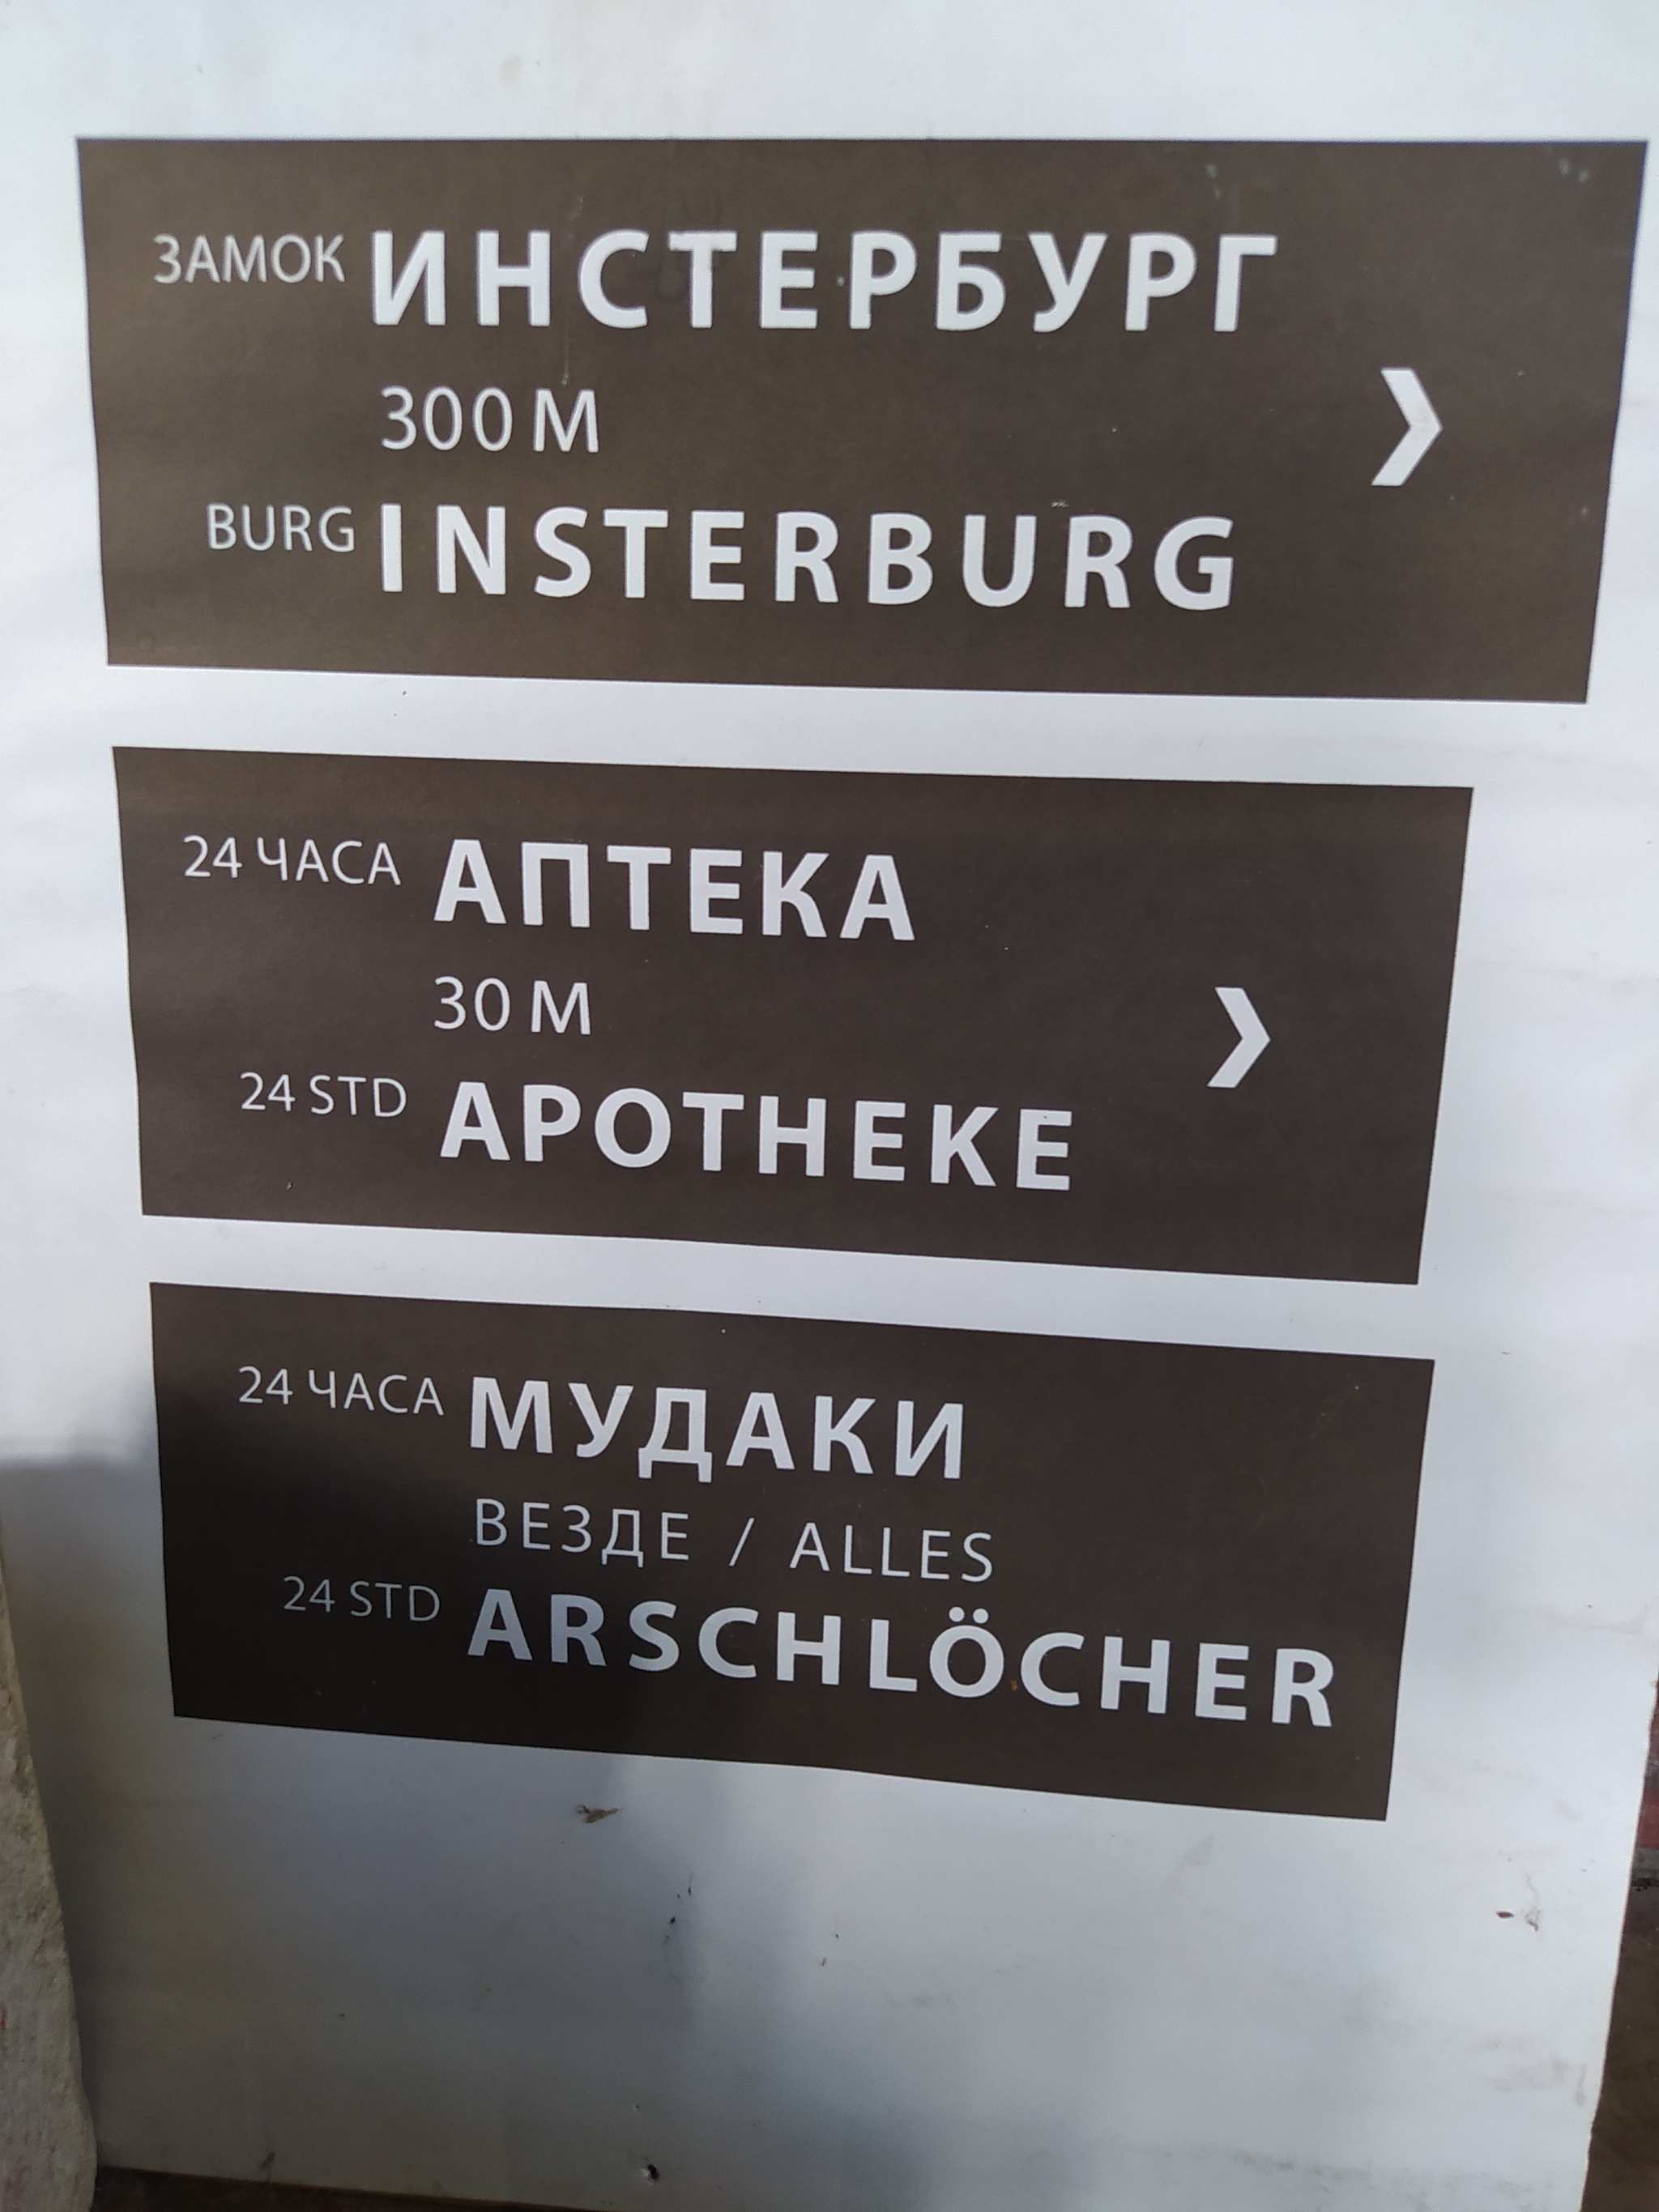 ЗАМОК ИНСТЕРБУРГ
300 М
BURG INSTERBURG
24 ЧАСА АПТЕКА
30 М
24 STD APOTHEKE
24 ЧАСА МУДАКИ
ВЕЗДЕ / ALLES
24 STD ARSCHLÖCHER